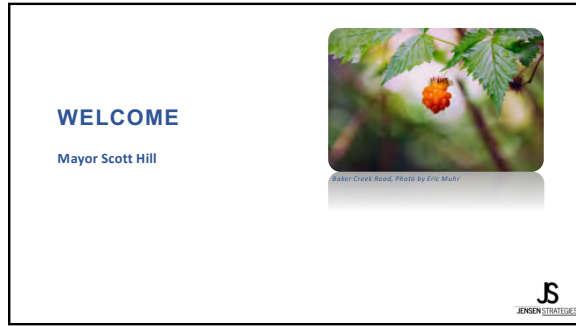 WELCOME
Mayor Scott Hill
Baker Creek Road, Photo by Eric Muhr
JS
JENSEN STRATEGIES